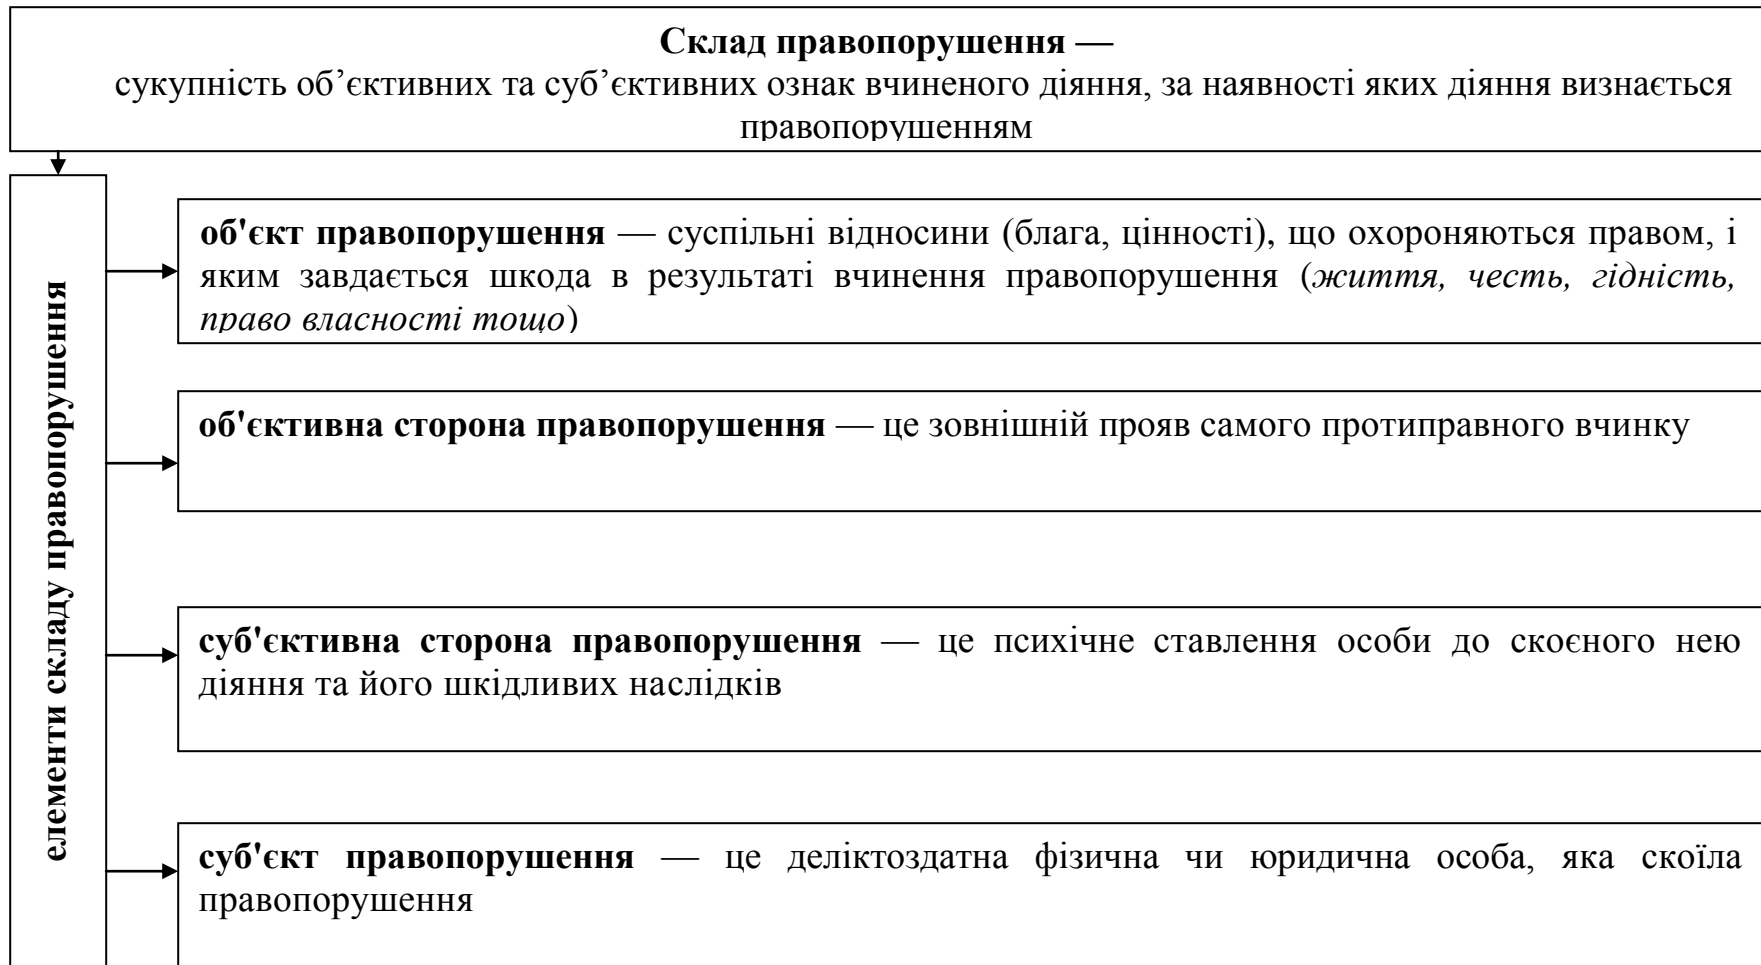 Склад правопорушення —
сукупність об’єктивних та суб’єктивних ознак вчиненого діяння, за наявності яких діяння визнається
правопорушенням
елементи складу правопорушення
об'єкт правопорушення — суспільні відносини (блага, цінності), що охороняються правом, і
яким завдається шкода в результаті вчинення правопорушення (життя, честь, гідність,
право власності тощо)
об'єктивна сторона правопорушення — це зовнішній прояв самого протиправного вчинку
суб'єктивна сторона правопорушення — це психічне ставлення особи до скоєного нею
діяння та його шкідливих наслідків
суб'єкт правопорушення — це деліктоздатна фізична чи юридична особа, яка скоїла
правопорушення